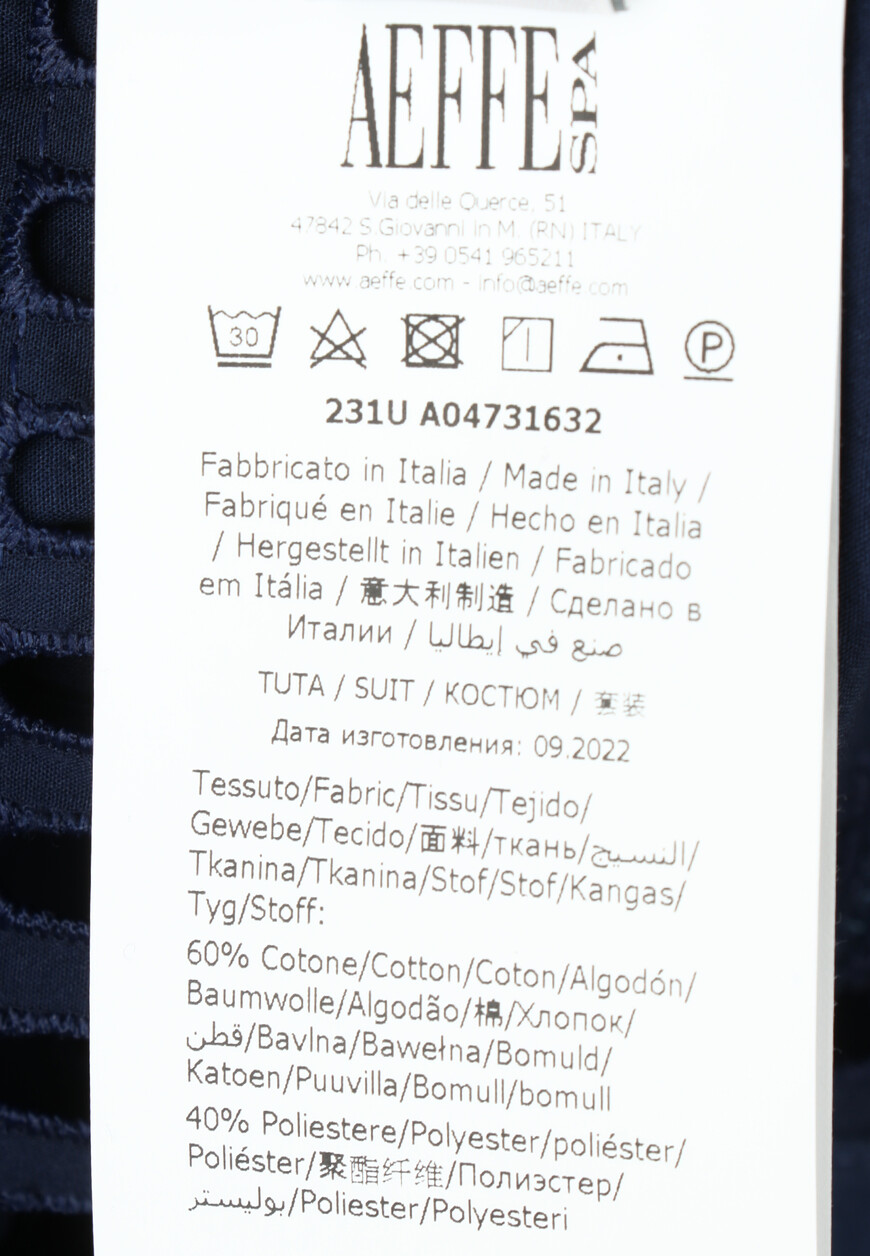 AEFFE SPA
Via delle Querce, 51
47842 S.Giovanni in M. (RN) ITALY
Ph. +39 0541 965211
www.aeffe.com - info@aeffe.com
30 P
231U A04731632
Fabbricato in Italia / Made in Italy /
Fabriqué en Italie / Hecho en Italia
/ Hergestellt in Italien / Fabricado
em Itália / 意大利制造 / Сделано в
Италии / صنع في إيطاليا
TUTA / SUIT / КОСТЮМ / 套装
Дата изготовления: 09.2022
Tessuto/Fabric/Tissu/Tejido/
Gewebe/Tecido/面料/ткань/النسيج/
Tkanina/Tkanina/Stof/Stof/Kangas/
Tyg/Stoff:
60% Cotone/Cotton/Coton/Algodón/
Baumwolle/Algodão/棉/Хлопок/
قطن/Bavlna/Bawełna/Bomuld/
Katoen/Puuvilla/Bomull/bomull
40% Poliestere/Polyester/poliéster/
Poliéster/聚酯纤维/Полиэстер/
بوليستر/Poliester/Polyesteri